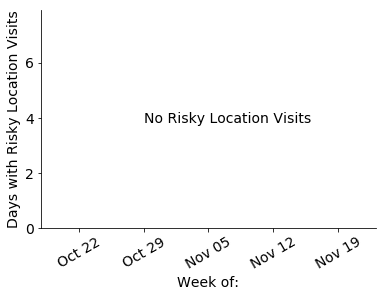 Days with Risky Location Visits
6
4
2
0
No Risky Location Visits
Oct 22
Oct 29
Nov 05
Nov 12
Nov 19
Week of: